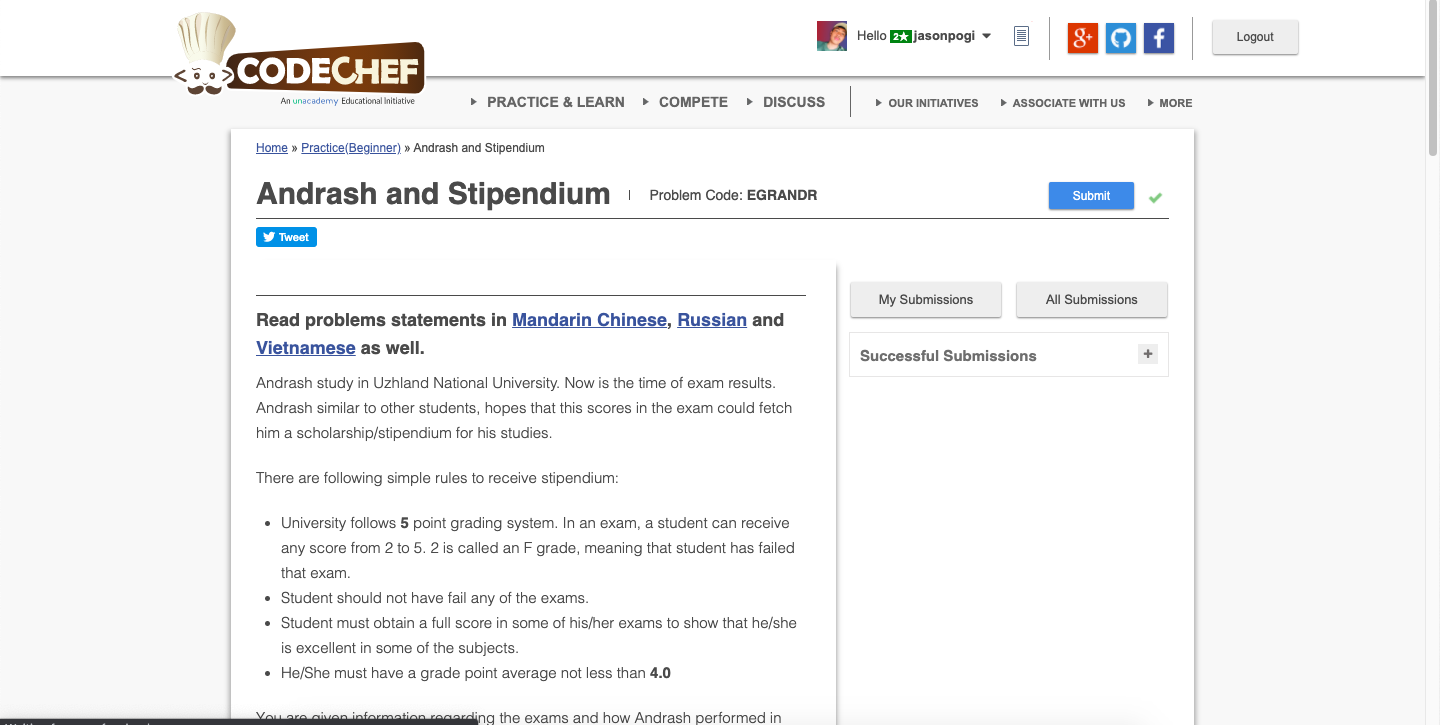 CODECHEF
An unacademy Educational Initiative
Hello 2★ jasonpogi
Logout
PRACTICE & LEARN COMPETE DISCUSS OUR INITIATIVES ASSOCIATE WITH US MORE
Home » Practice(Beginner) » Andrash and Stipendium
Andrash and Stipendium Problem Code: EGRANDR Submit
Tweet
My Submissions All Submissions
Successful Submissions +
Read problems statements in Mandarin Chinese, Russian and
Vietnamese as well.
Andrash study in Uzhland National University. Now is the time of exam results.
Andrash similar to other students, hopes that this scores in the exam could fetch
him a scholarship/stipendium for his studies.
There are following simple rules to receive stipendium:
• University follows 5 point grading system. In an exam, a student can receive
any score from 2 to 5. 2 is called an F grade, meaning that student has failed
that exam.
• Student should not have fail any of the exams.
• Student must obtain a full score in some of his/her exams to show that he/she
is excellent in some of the subjects.
• He/She must have a grade point average not less than 4.0
You are given information regarding the exams and how Andrash performed in